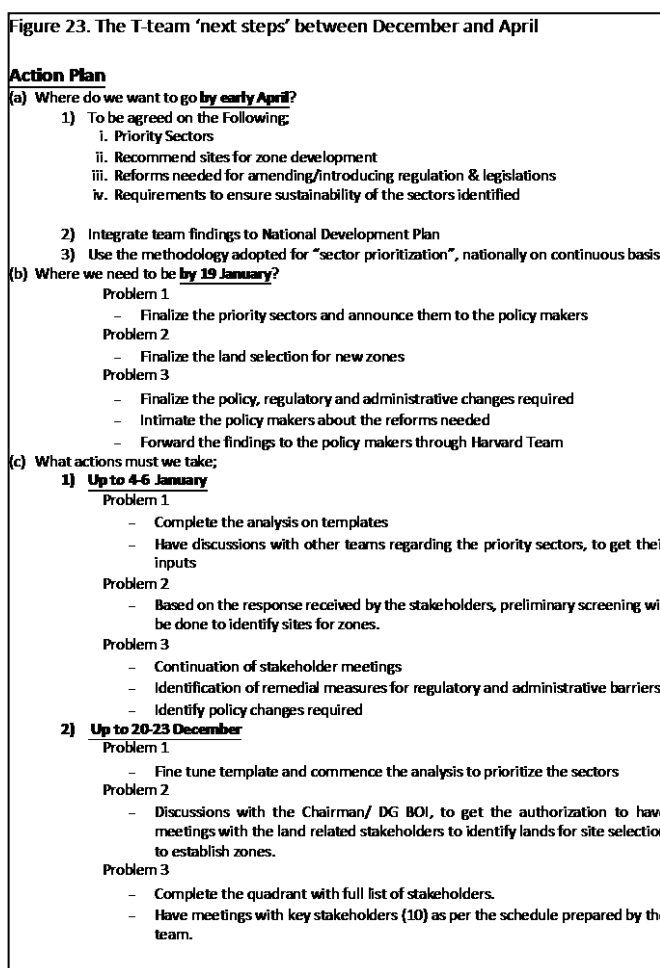 Figure 23. The T-team ‘next steps’ between December and April
Action Plan
(a) Where do we want to go by early April?
1) To be agreed on the Following;
i. Priority Sectors
ii. Recommend sites for zone development
iii. Reforms needed for amending/introducing regulation & legislations
iv. Requirements to ensure sustainability of the sectors identified
2) Integrate team findings to National Development Plan
3) Use the methodology adopted for “sector prioritization”, nationally on continuous basis
(b) Where we need to be by 19 January?
Problem 1
– Finalize the priority sectors and announce them to the policy makers
Problem 2
– Finalize the land selection for new zones
Problem 3
– Finalize the policy, regulatory and administrative changes required
– Intimate the policy makers about the reforms needed
– Forward the findings to the policy makers through Harvard Team
(c) What actions must we take;
1) Up to 4-6 January
Problem 1
– Complete the analysis on templates
– Have discussions with other teams regarding the priority sectors, to get thei
inputs
Problem 2
– Based on the response received by the stakeholders, preliminary screening wi
be done to identify sites for zones.
Problem 3
– Continuation of stakeholder meetings
– Identification of remedial measures for regulatory and administrative barriers
– Identify policy changes required
2) Up to 20-23 December
Problem 1
– Fine tune template and commence the analysis to prioritize the sectors
Problem 2
– Discussions with the Chairman/ DG BOI, to get the authorization to have
meetings with the land related stakeholders to identify lands for site selection
to establish zones.
Problem 3
– Complete the quadrant with full list of stakeholders.
– Have meetings with key stakeholders (10) as per the schedule prepared by the
team.